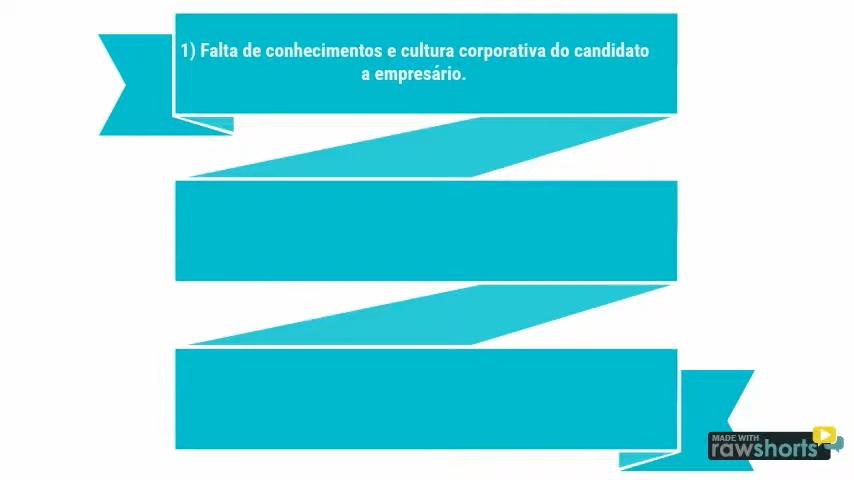 1) Falta de conhecimentos e cultura corporativa do candidato
a empresário.
MADE WITH
rawshorts